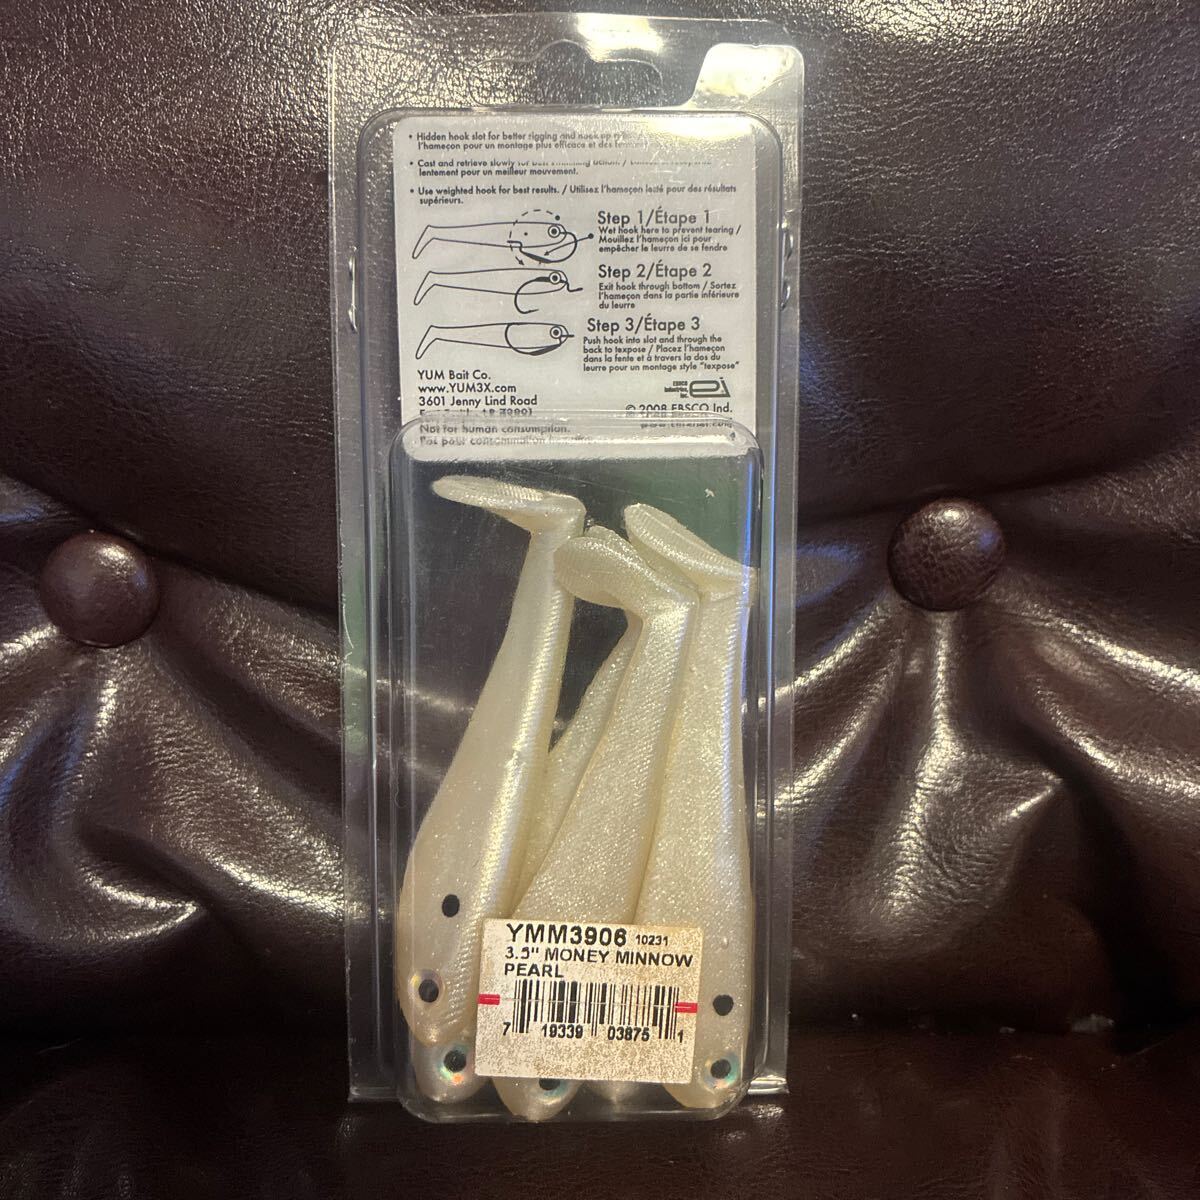 • Hidden hook slot for better rigging and hook up
l'hameçon pour un montage plus efficace et des
• Cast and retrieve slowly for best swimming action. /
lentement pour un meilleur mouvement.
• Use weighted hook for best results. / Utilisez l'hameçon lesté pour des résultats
supérieurs.
Step 1/Étape 1
Wet hook here to prevent tearing /
Mouillez l'hameçon ici pour
empêcher le leurre de se fendre
Step 2/Étape 2
Exit hook through bottom / Sortez
l'hameçon dans la partie inférieure
du leurre
Step 3/Étape 3
Push hook into slot and through the
back to texpose / Placez l'hameçon
dans la fente et à travers la dos du
leurre pour un montage style "texpose"
YUM Bait Co.
www.YUM3X.com
3601 Jenny Lind Road
EBSCO
Industries,
Inc.
© 2008 EBSCO Ind.
Not for human consumption.
Pas pour consommation
YMM3906 10231
3.5" MONEY MINNOW
PEARL
7 19339 03875 1